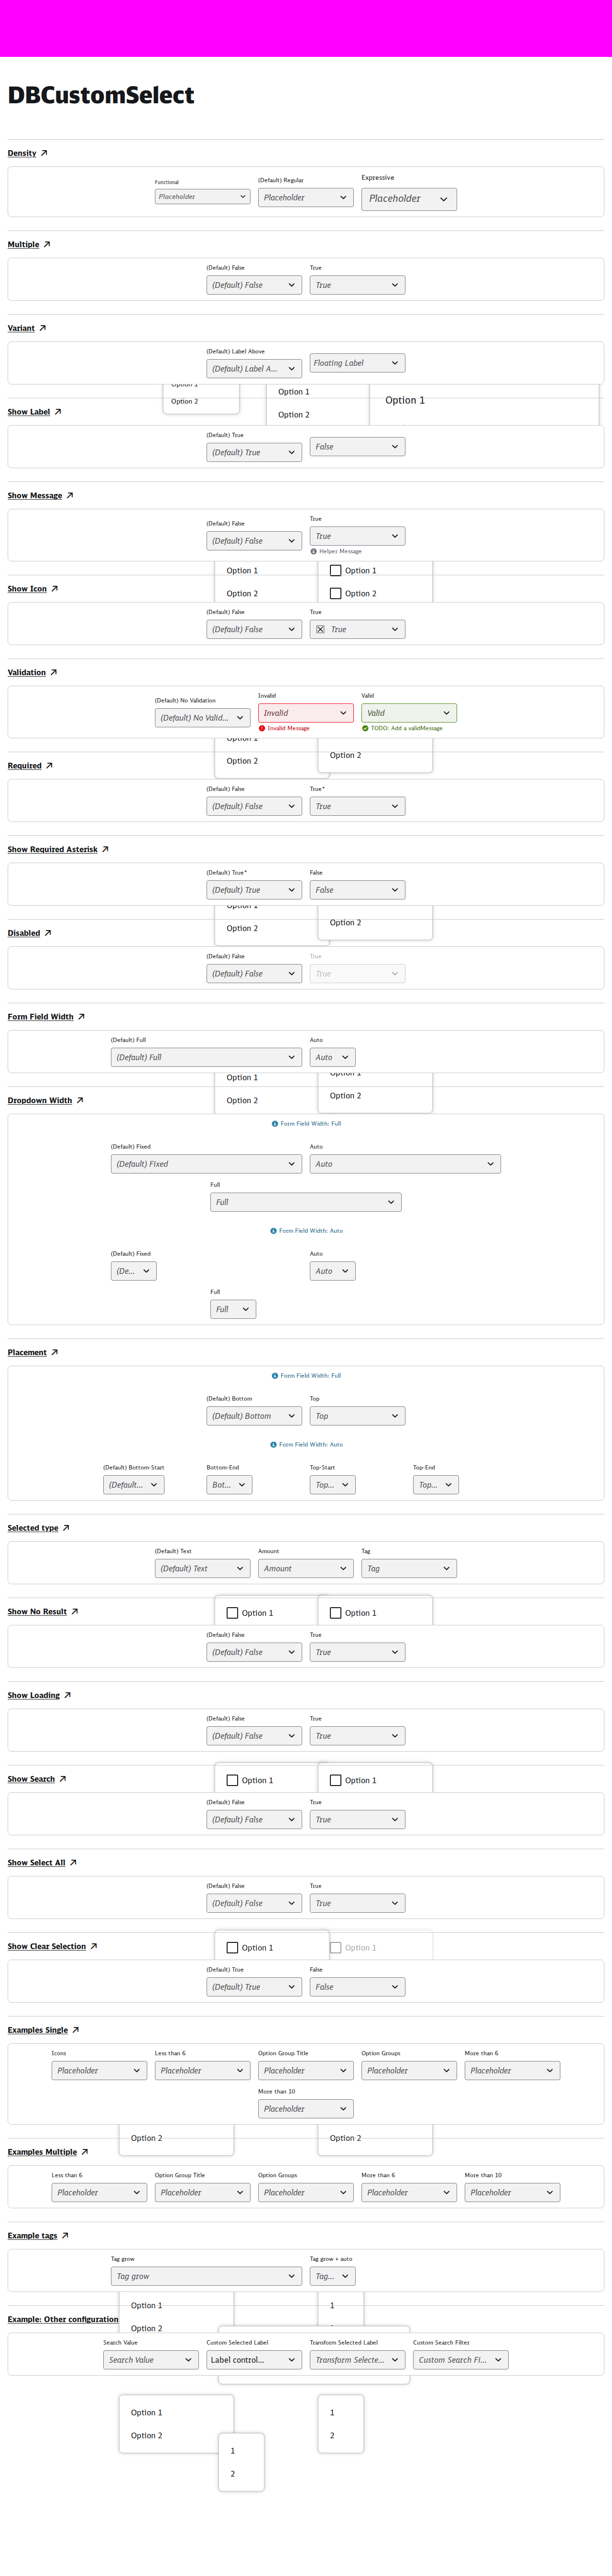 DBCustomSelect
Density
Functional
Placeholder
(Default) Regular
Placeholder
Expressive
Placeholder
Multiple
(Default) False
(Default) False
True
True
Variant
(Default) Label Above
(Default) Label A...
Floating Label
Option 1
Option 2
Option 1
Option 2
Option 1
Show Label
(Default) True
(Default) True
False
Show Message
(Default) False
(Default) False
True
True
Helper Message
Option 1
Option 2
Option 1
Option 2
Show Icon
(Default) False
(Default) False
True
True
Validation
(Default) No Validation
(Default) No Valid...
Invalid
Invalid
Invalid Message
Valid
Valid
TODO: Add a validMessage
Option 1
Option 2
Option 2
Required
(Default) False
(Default) False
True*
True
Show Required Asterisk
(Default) True*
(Default) True
False
False
Option 1
Option 2
Option 2
Disabled
(Default) False
(Default) False
True
True
Form Field Width
(Default) Full
(Default) Full
Auto
Auto
Option 1
Option 2
Option 1
Option 2
Dropdown Width
Form Field Width: Full
(Default) Fixed
(Default) Fixed
Auto
Auto
Full
Full
Form Field Width: Auto
(Default) Fixed
(De...
Auto
Auto
Full
Full
Placement
Form Field Width: Full
(Default) Bottom
(Default) Bottom
Top
Top
Form Field Width: Auto
(Default) Bottom-Start
(Default...
Bottom-End
Bot...
Top-Start
Top...
Top-End
Top...
Selected type
(Default) Text
(Default) Text
Amount
Amount
Tag
Tag
Show No Result
Option 1
Option 1
(Default) False
(Default) False
True
True
Show Loading
(Default) False
(Default) False
True
True
Show Search
Option 1
Option 1
(Default) False
(Default) False
True
True
Show Select All
(Default) False
(Default) False
True
True
Show Clear Selection
Option 1
Option 1
(Default) True
(Default) True
False
False
Examples Single
Icons
Placeholder
Less than 6
Placeholder
Option Group Title
Placeholder
Option Groups
Placeholder
More than 6
Placeholder
More than 10
Placeholder
Option 2
Option 2
Examples Multiple
Less than 6
Placeholder
Option Group Title
Placeholder
Option Groups
Placeholder
More than 6
Placeholder
More than 10
Placeholder
Example tags
Tag grow
Tag grow
Tag grow + auto
Tag...
Option 1
Option 2
1
Example: Other configuration
Search Value
Search Value
Custom Selected Label
Label control...
Transform Selected Label
Transform Selecte...
Custom Search Filter
Custom Search Fi...
Option 1
Option 2
1
2
1
2